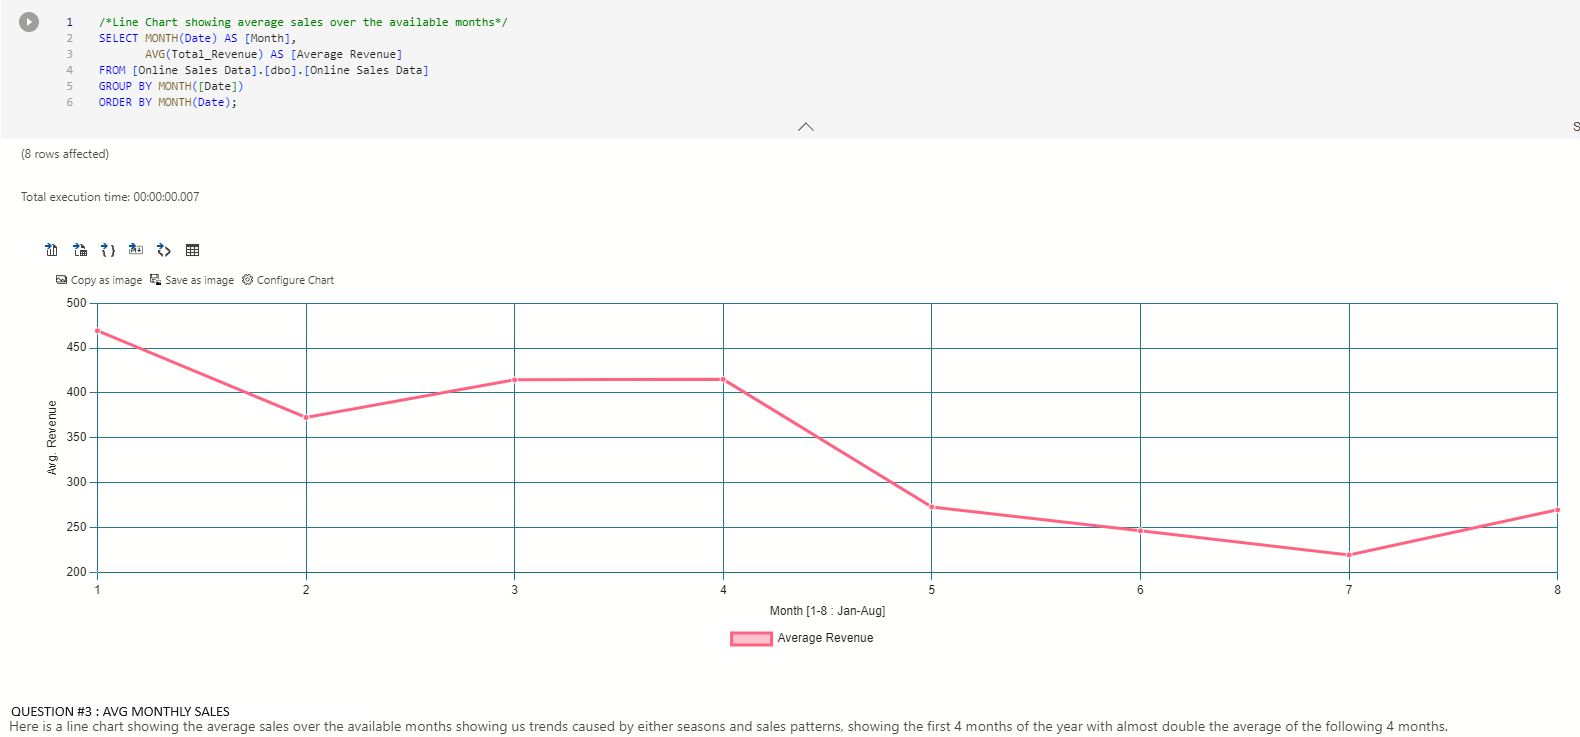 1 /*Line Chart showing average sales over the available months*/
2 SELECT MONTH(Date) AS [Month],
3 AVG(Total_Revenue) AS [Average Revenue]
4 FROM [Online Sales Data].[dbo].[Online Sales Data]
5 GROUP BY MONTH([Date])
6 ORDER BY MONTH(Date);
S
(8 rows affected)
Total execution time: 00:00:00.007
Copy as image Save as image Configure Chart
500
450
400
350
300
250
200
Avg. Revenue
1 2 3 4 5 6 7 8
Month [1-8 : Jan-Aug]
Average Revenue
QUESTION #3 : AVG MONTHLY SALES
Here is a line chart showing the average sales over the available months showing us trends caused by either seasons and sales patterns, showing the first 4 months of the year with almost double the average of the following 4 months.